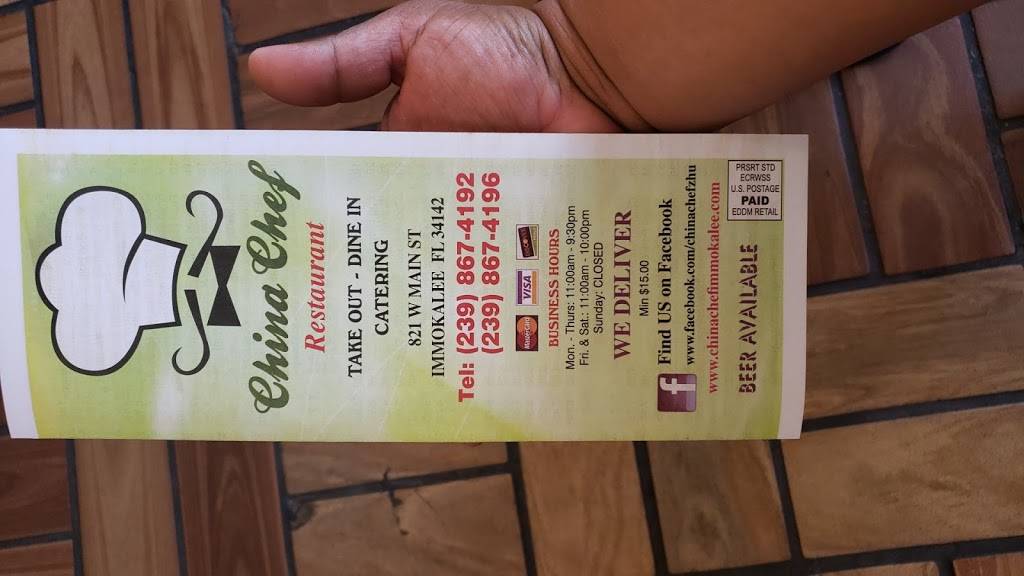 China Chef
Restaurant
TAKE OUT - DINE IN
CATERING
821 W MAIN ST
IMMOKALEE FL 34142
Tel: (239) 867-4192
(239) 867-4196
MasterCard VISA DISCOVER
BUSINESS HOURS
Mon. - Thurs: 11:00am - 9:30pm
Fri. & Sat.: 11:00am - 10:00pm
Sunday: CLOSED
WE DELIVER
Min $15.00
f Find US on Facebook
www.facebook.com/chinachefzhu
www.chinachefimmokalee.com
BEER AVAILABLE
PRSRT STD
ECRWSS
U.S. POSTAGE
PAID
EDDM RETAIL